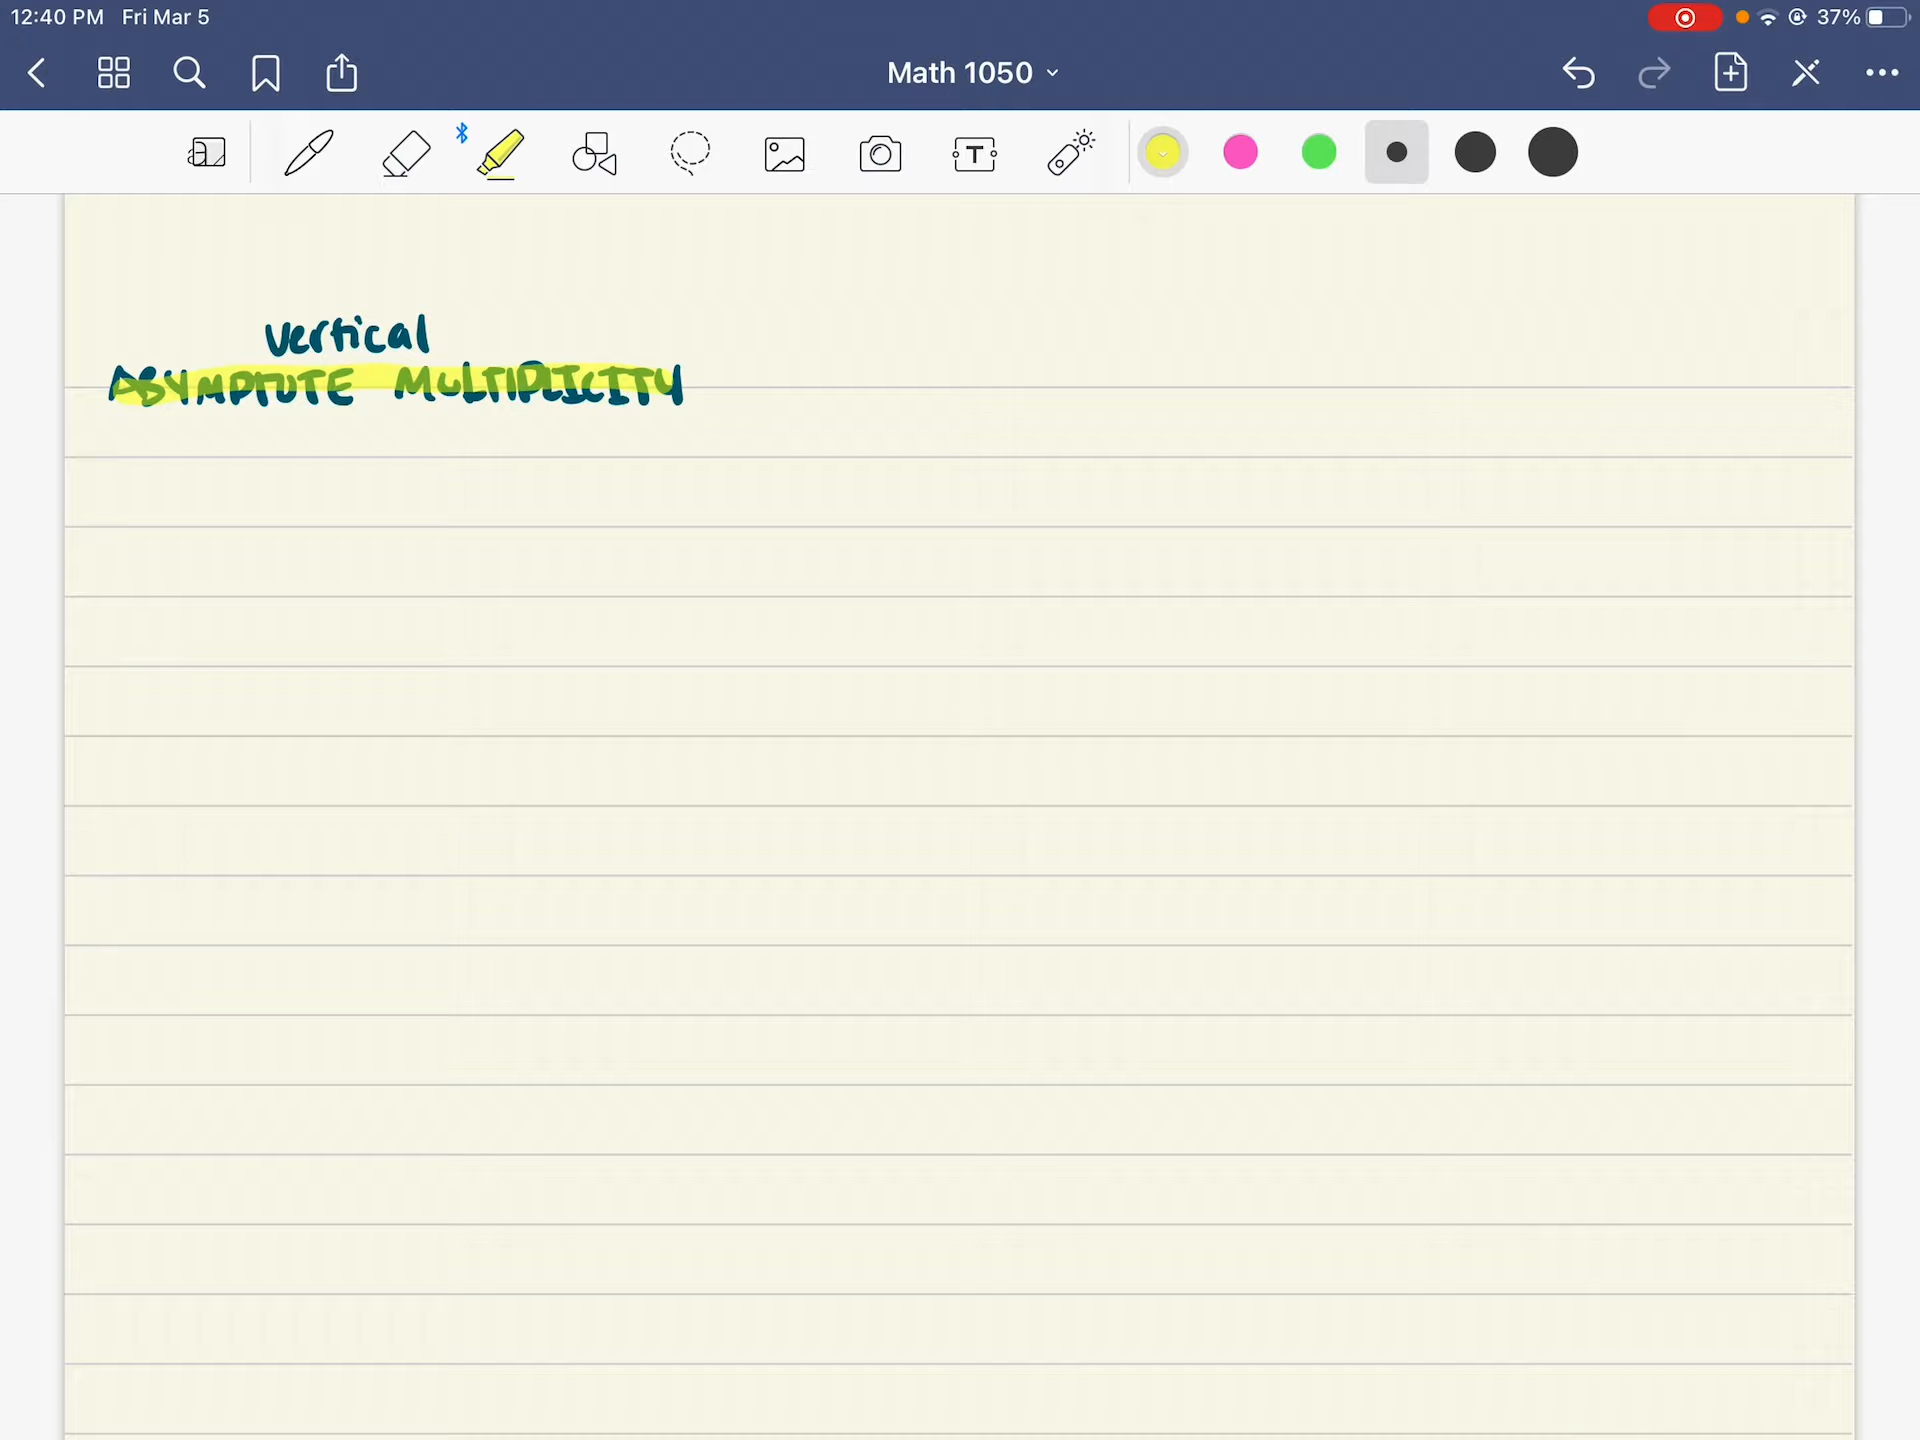 12:40 PM Fri Mar 5
37%
Math 1050
T
vertical
ASYMPTOTE MULTIPLICITY